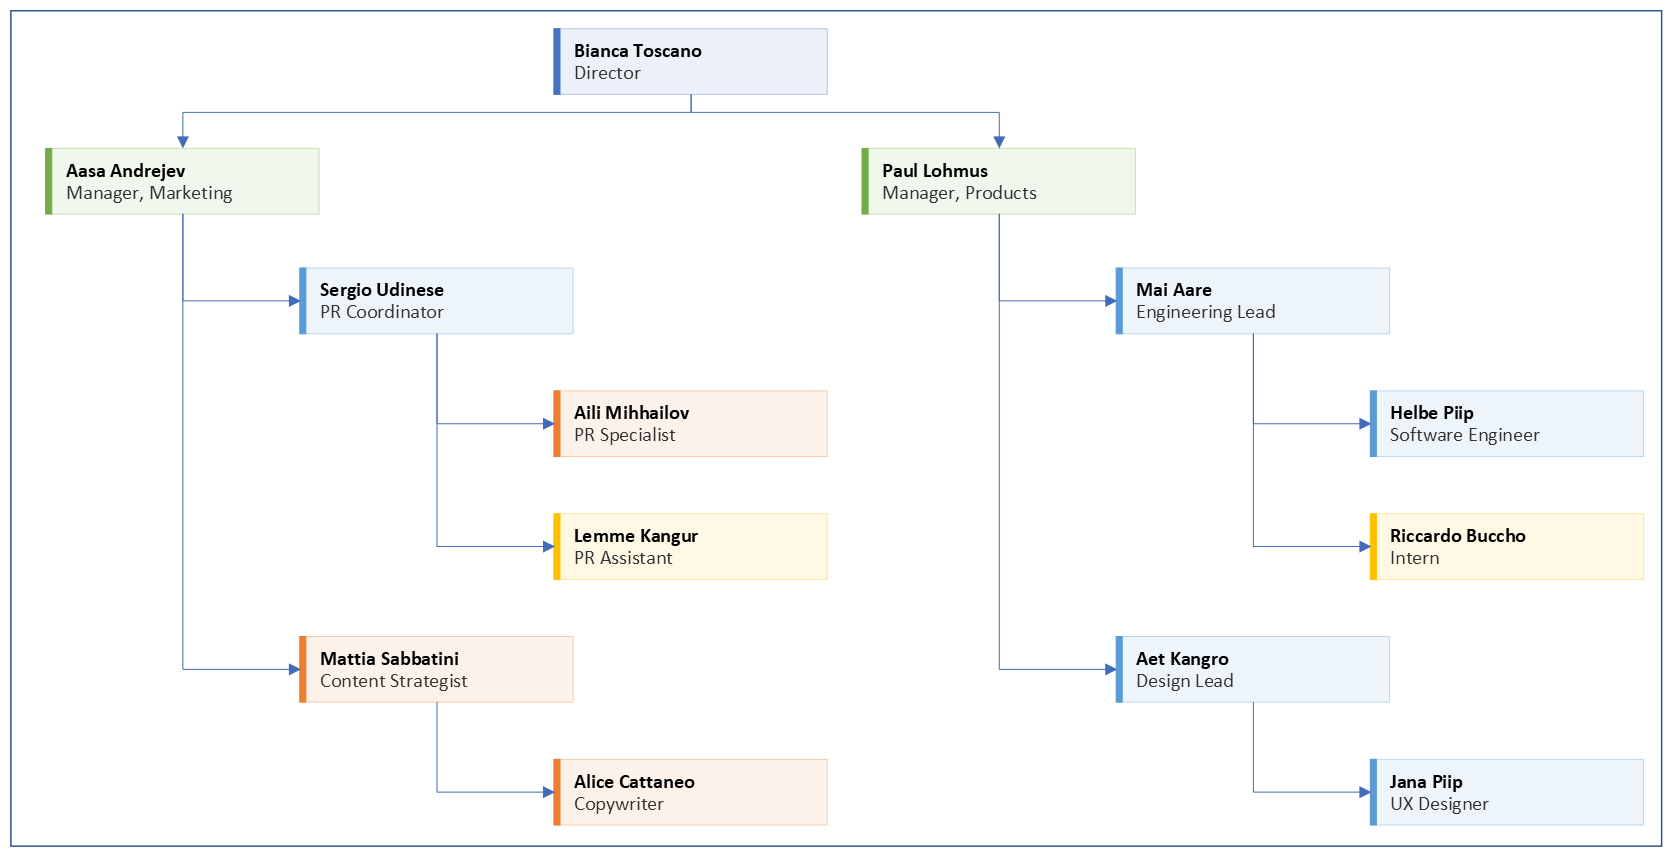 Bianca Toscano
Director
Aasa Andrejev
Manager, Marketing
Paul Lohmus
Manager, Products
Sergio Udinese
PR Coordinator
Mai Aare
Engineering Lead
Aili Mihhailov
PR Specialist
Helbe Piip
Software Engineer
Lemme Kangur
PR Assistant
Riccardo Buccho
Intern
Mattia Sabbatini
Content Strategist
Aet Kangro
Design Lead
Alice Cattaneo
Copywriter
Jana Piip
UX Designer